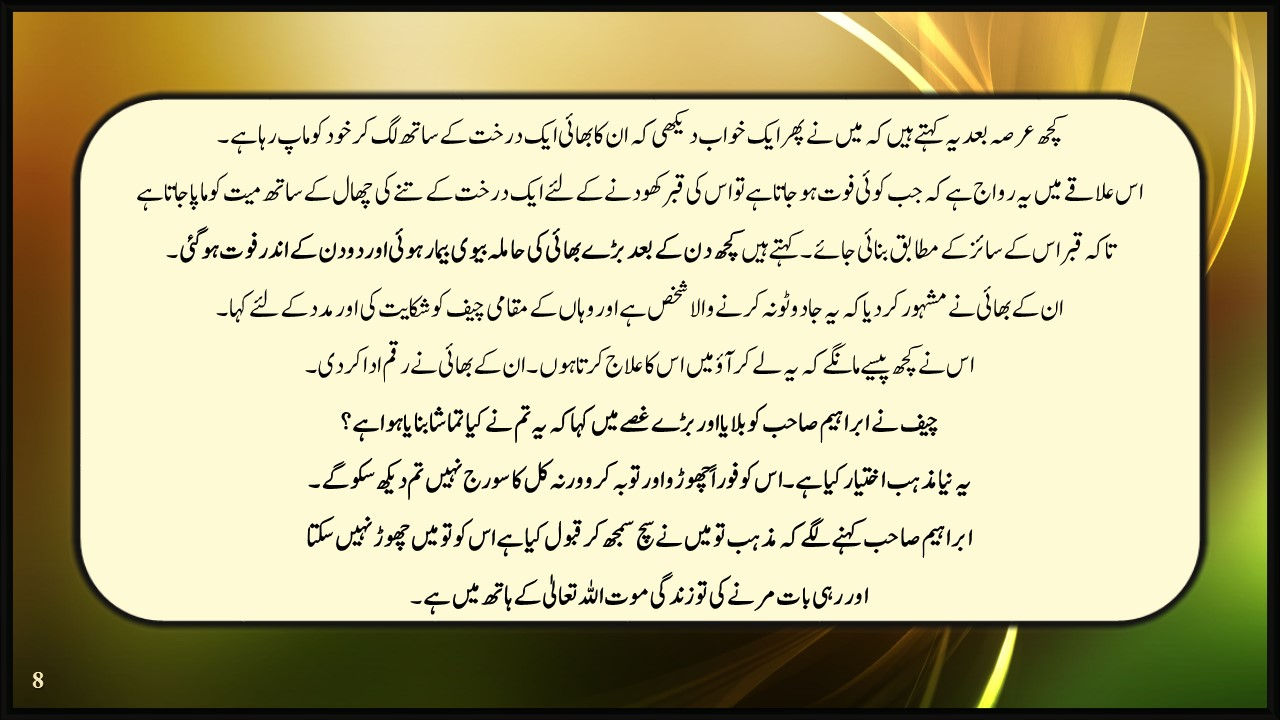 کچھ عرصہ بعد یہ کہتے ہیں کہ میں نے پھر ایک خواب دیکھی کہ ان کا بھائی ایک درخت کے ساتھ لگ کر خود کو ماپ رہا ہے۔
اس علاقے میں یہ رواج ہے کہ جب کوئی فوت ہو جاتا ہے تو اس کی قبر کھودنے کے لئے ایک درخت کے تنے کی چھال کے ساتھ میت کو ماپا جاتا ہے
تا کہ قبر اس کے سائز کے مطابق بنائی جائے۔ کہتے ہیں کچھ دن کے بعد بڑے بھائی کی حاملہ بیوی بیمار ہوئی اور دو دن کے اندر فوت ہو گئی۔
ان کے بھائی نے مشہور کر دیا کہ یہ جادو ٹونہ کرنے والا شخص ہے اور وہاں کے مقامی چیف کو شکایت کی اور مدد کے لئے کہا۔
اس نے کچھ پیسے مانگے کہ یہ لے کر آؤ میں اس کا علاج کرتا ہوں۔ ان کے بھائی نے رقم ادا کر دی۔
چیف نے ابراہیم صاحب کو بلایا اور بڑے غصے میں کہا کہ یہ تم نے کیا تماشا بنایا ہوا ہے؟
یہ نیا مذہب اختیار کیا ہے۔ اس کو فوراً چھوڑو اور توبہ کرو ورنہ کل کا سورج نہیں تم دیکھ سکو گے۔
ابراہیم صاحب کہنے لگے کہ مذہب تو میں نے سچ سمجھ کر قبول کیا ہے اس کو تو میں چھوڑ نہیں سکتا
اور رہی بات مرنے کی تو زندگی موت اللہ تعالیٰ کے ہاتھ میں ہے۔
8